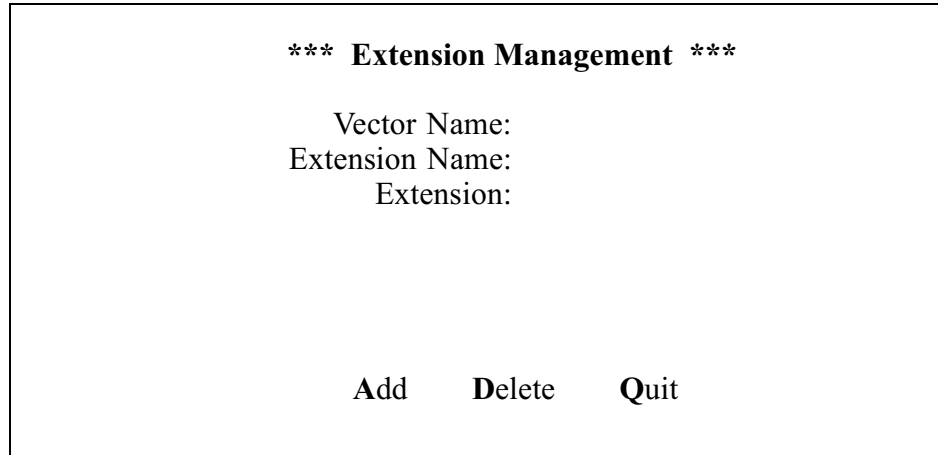 *** Extension Management ***
Vector Name:
Extension Name:
Extension:
Add Delete Quit